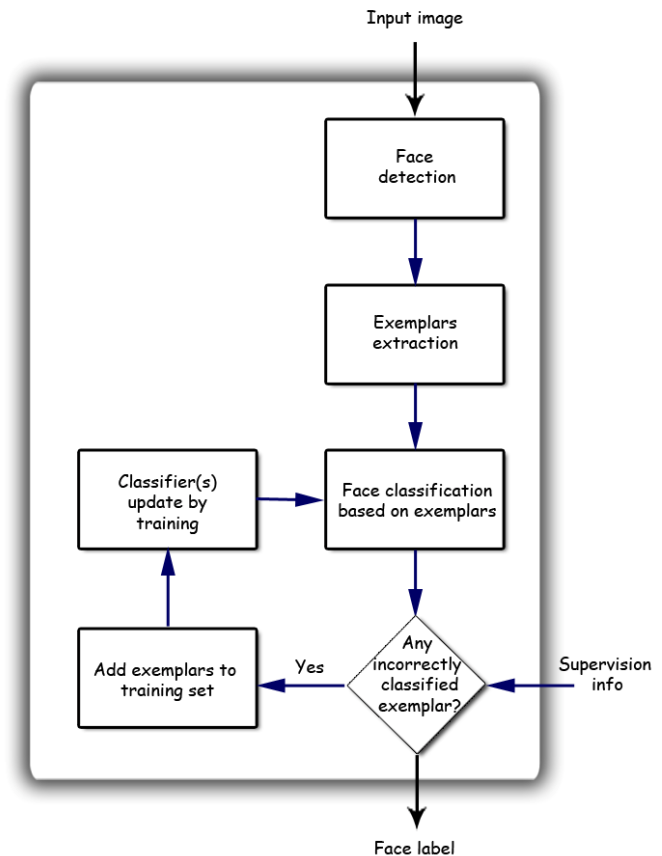 Input image
Face
detection
Exemplars
extraction
Classifier(s)
update by
training
Face classification
based on exemplars
Any
incorrectly
classified
exemplar?
Yes
Add exemplars to
training set
Supervision
info
Face label